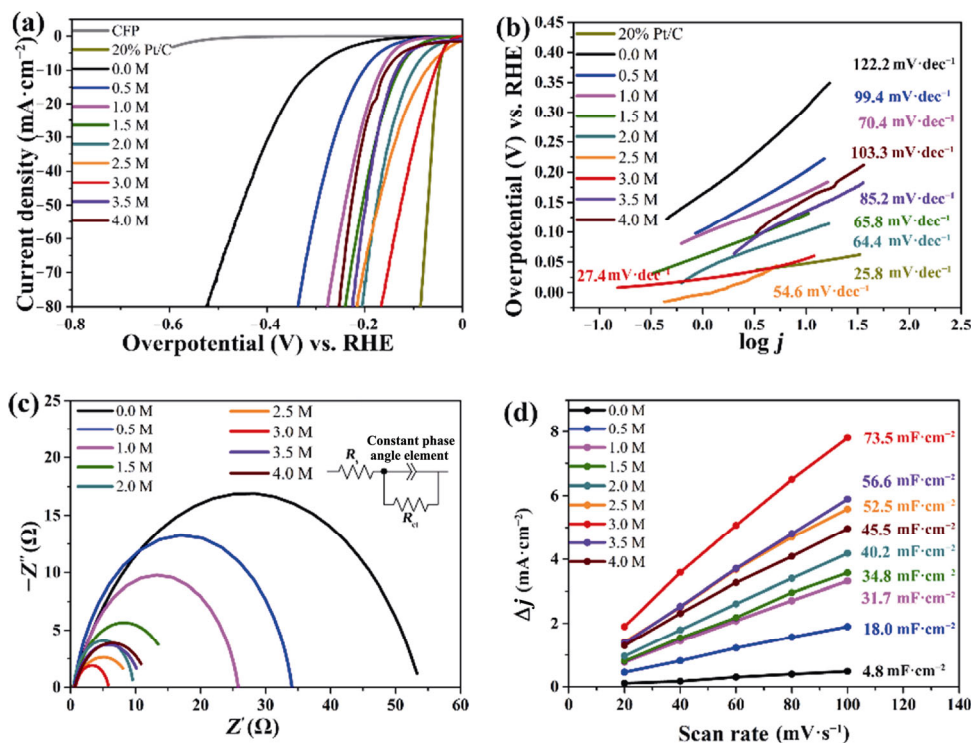 (a)
Current density (mA·cm⁻²)
0
−10
−20
−30
−40
−50
−60
−70
−80
CFP
20% Pt/C
0.0 M
0.5 M
1.0 M
1.5 M
2.0 M
2.5 M
3.0 M
3.5 M
4.0 M
−0.8
−0.6
−0.4
−0.2
0
Overpotential (V) vs. RHE
(b)
Overpotential (V) vs. RHE
0.45
0.40
0.35
0.30
0.25
0.20
0.15
0.10
0.05
0.00
20% Pt/C
0.0 M
0.5 M
1.0 M
1.5 M
2.0 M
2.5 M
3.0 M
3.5 M
4.0 M
122.2 mV·dec⁻¹
99.4 mV·dec⁻¹
70.4 mV·dec⁻¹
103.3 mV·dec⁻¹
85.2 mV·dec⁻¹
65.8 mV·dec⁻¹
64.4 mV·dec⁻¹
27.4 mV·dec⁻¹
25.8 mV·dec⁻¹
54.6 mV·dec⁻¹
−1.0
−0.5
0.0
0.5
1.0
1.5
2.0
2.5
log j
(c)
−Z″ (Ω)
25
20
15
10
5
0
0.0 M
0.5 M
1.0 M
1.5 M
2.0 M
2.5 M
3.0 M
3.5 M
4.0 M
Constant phase
angle element
Rs
Rct
0
10
20
30
40
50
60
Z′ (Ω)
(d)
Δj (mA·cm⁻²)
8
6
4
2
0
0.0 M
0.5 M
1.0 M
1.5 M
2.0 M
2.5 M
3.0 M
3.5 M
4.0 M
73.5 mF·cm⁻²
56.6 mF·cm⁻²
52.5 mF·cm⁻²
45.5 mF·cm⁻²
40.2 mF·cm⁻²
34.8 mF·cm⁻²
31.7 mF·cm⁻²
18.0 mF·cm⁻²
4.8 mF·cm⁻²
0
20
40
60
80
100
120
140
Scan rate (mV·s⁻¹)